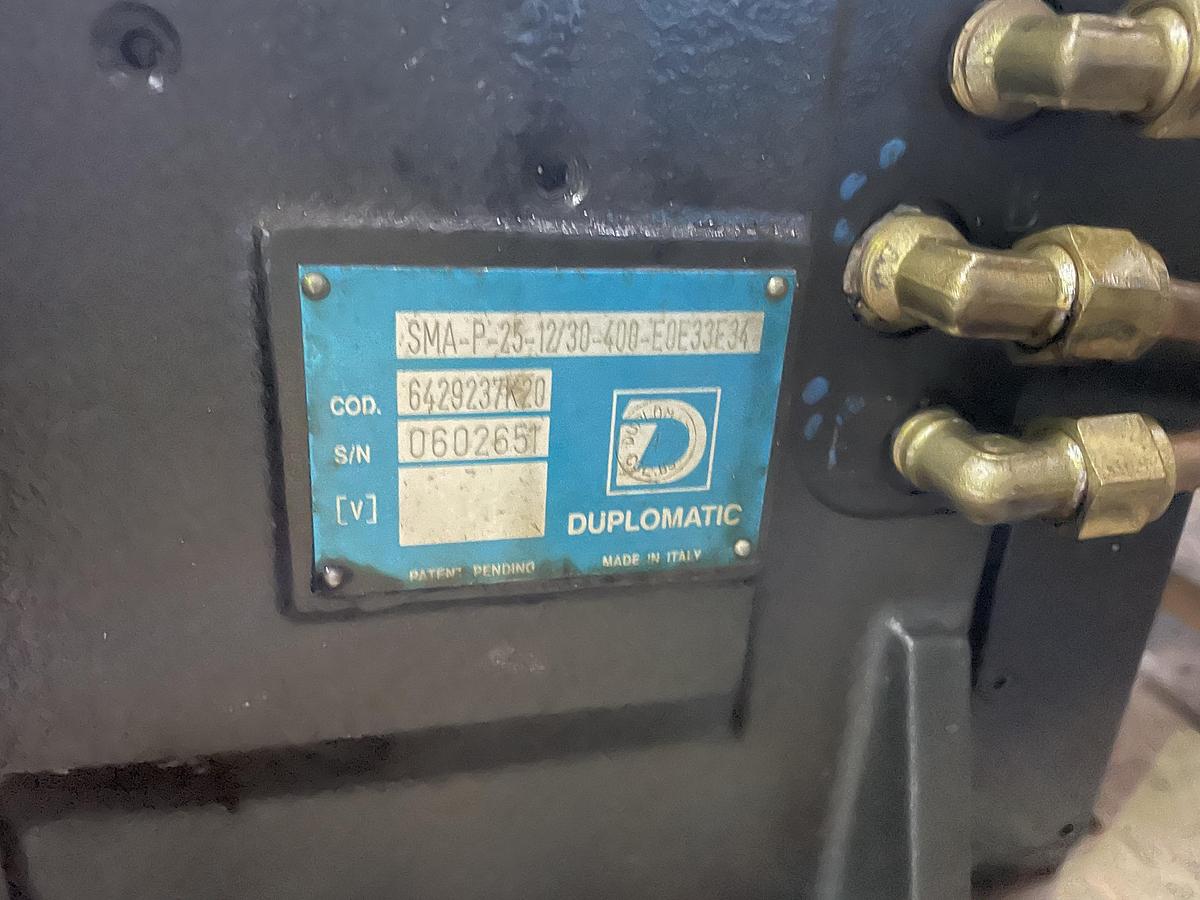 SMA-P-25-12/30-400-E0E33E34
COD. 6429237K20
S/N 0602651
[V]
DUPLOMATIC
PATENT PENDING
MADE IN ITALY